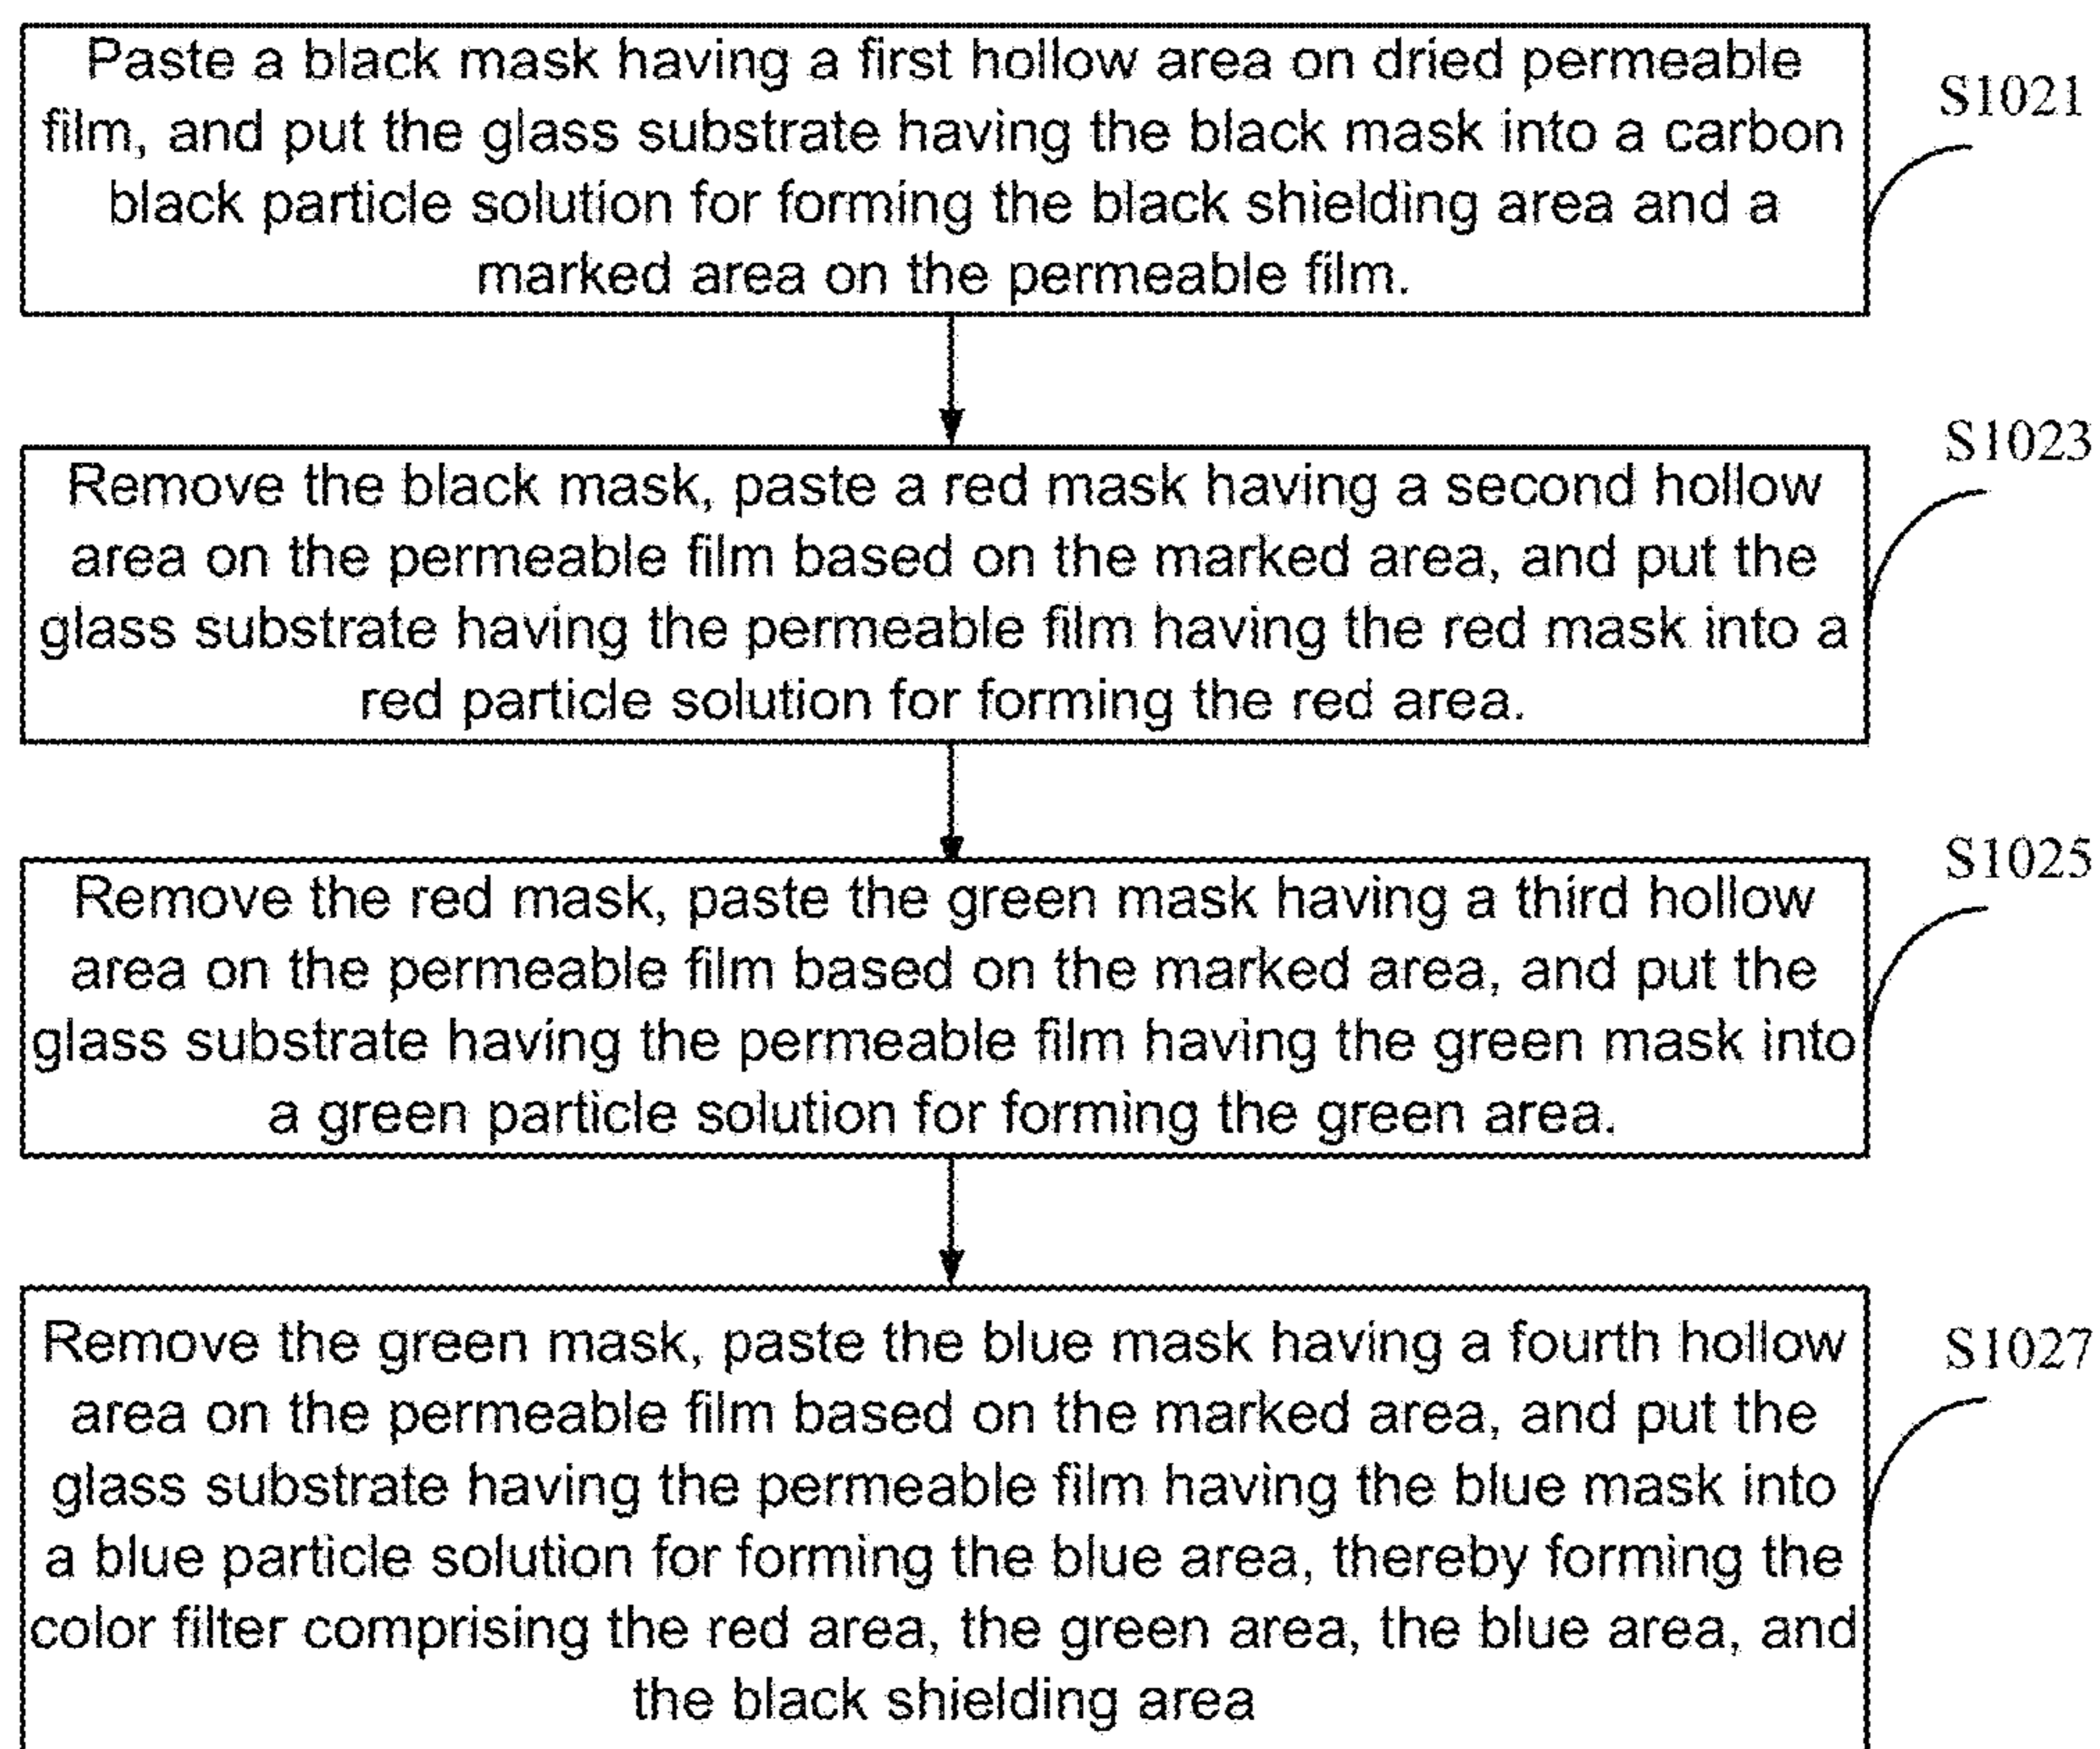 Paste a black mask having a first hollow area on dried permeable
film, and put the glass substrate having the black mask into a carbon
black particle solution for forming the black shielding area and a
marked area on the permeable film.
S1021
Remove the black mask, paste a red mask having a second hollow
area on the permeable film based on the marked area, and put the
glass substrate having the permeable film having the red mask into a
red particle solution for forming the red area.
S1023
Remove the red mask, paste the green mask having a third hollow
area on the permeable film based on the marked area, and put the
glass substrate having the permeable film having the green mask into
a green particle solution for forming the green area.
S1025
Remove the green mask, paste the blue mask having a fourth hollow
area on the permeable film based on the marked area, and put the
glass substrate having the permeable film having the blue mask into
a blue particle solution for forming the blue area, thereby forming the
color filter comprising the red area, the green area, the blue area, and
the black shielding area
S1027